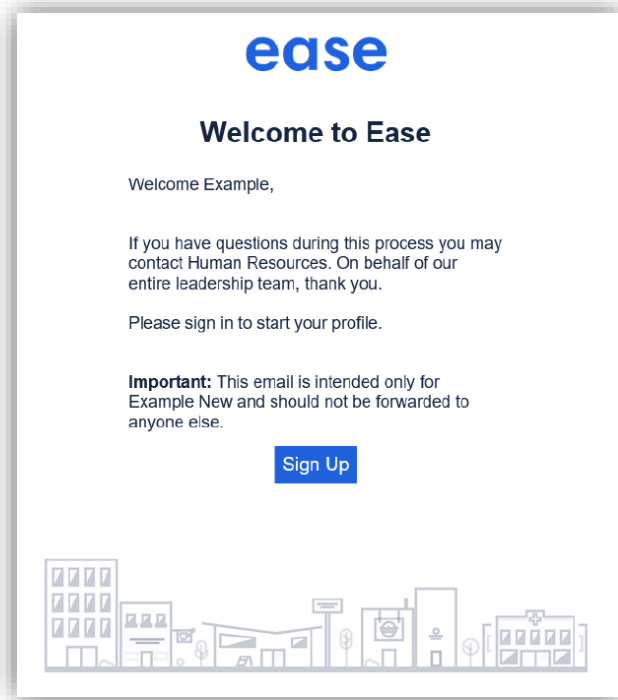 ease
Welcome to Ease
Welcome Example,
If you have questions during this process you may
contact Human Resources. On behalf of our
entire leadership team, thank you.
Please sign in to start your profile.
Important: This email is intended only for
Example New and should not be forwarded to
anyone else.
Sign Up